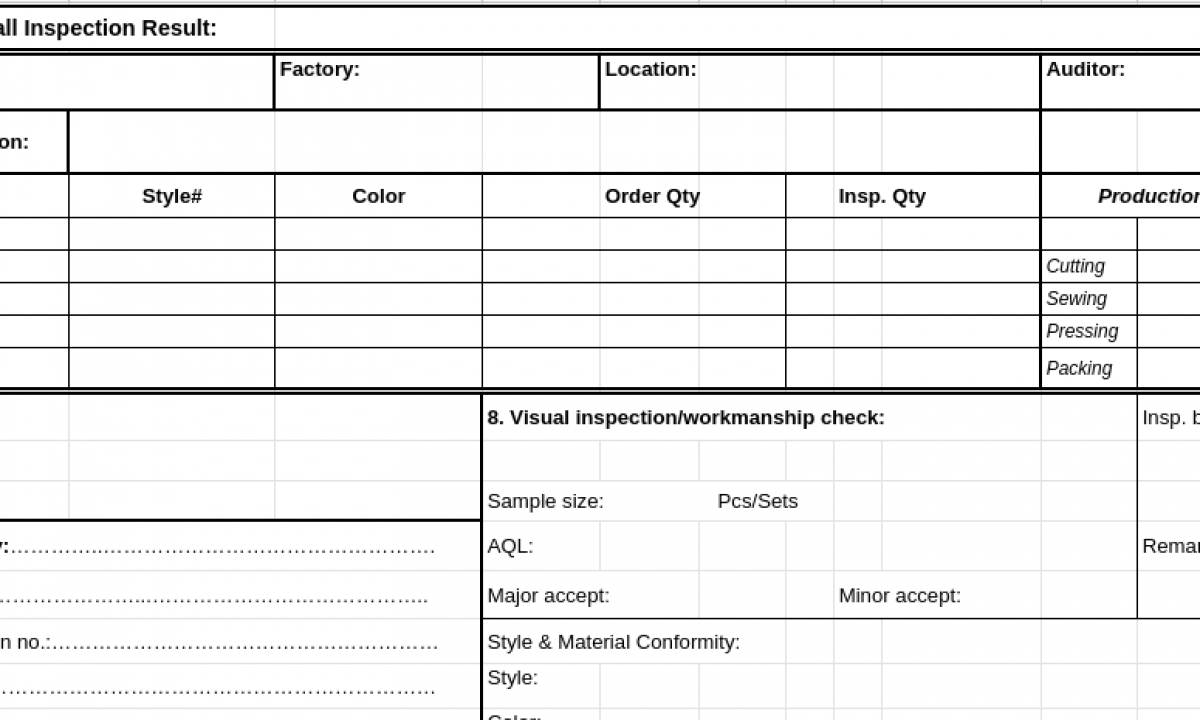 all Inspection Result:
Factory: Location: Auditor:
on:
Style# Color Order Qty Insp. Qty Production
Cutting
Sewing
Pressing
Packing
8. Visual inspection/workmanship check: Insp. b
Sample size: Pcs/Sets
y:…………..…………………………………………. AQL: Remar
…………………..…………………………………….. Major accept: Minor accept:
n no.:………………………………………………… Style & Material Conformity:
……………………………………………………… Style:
Color: